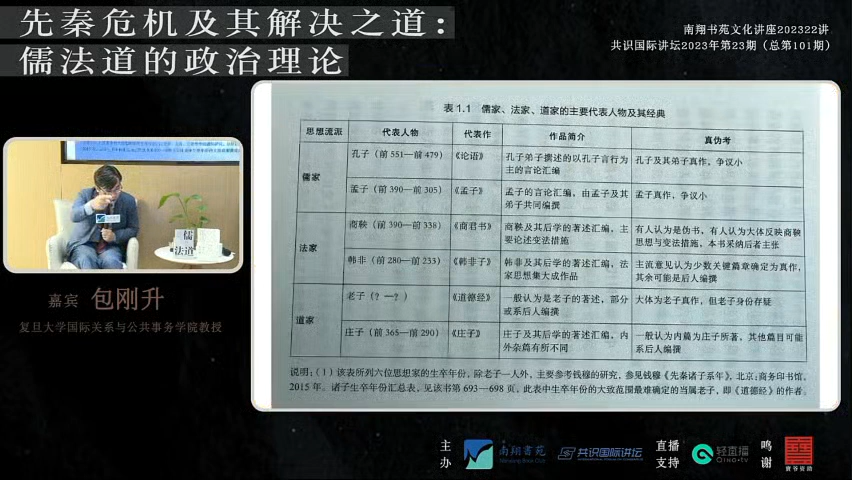 先秦危机及其解决之道:
儒法道的政治理论
南翔书苑文化讲座202322讲
共识国际讲坛2023年第23期(总第101期)
表 1.1 儒家、法家、道家的主要代表人物及其经典
思想流派 代表人物 代表作 作品简介 真伪考
儒家
孔子(前551—前479) 《论语》 孔子弟子撰述的以孔子言行为
主的言论汇编
孔子及其弟子真作,争议小
孟子(前390—前305) 《孟子》 孟子的言论汇编,由孟子及其
弟子共同编撰
孟子真作,争议小
法家
商鞅(前390—前338) 《商君书》 商鞅及其后学的著述汇编,主
要论述变法措施
有人认为是伪书,有人认为大体反映商鞅
思想与变法措施,本书采纳后者主张
韩非(前280—前233) 《韩非子》 韩非及其后学的著述汇编,法
家思想集大成作品
主流意见认为少数关键篇章确定为真作,
其余可能是后人编撰
道家
老子(?—?) 《道德经》 一般认为是老子的著述,部分
或系后人编撰
大体为老子真作,但老子身份存疑
庄子(前365—前290) 《庄子》 庄子及其后学的著述汇编,内
外杂篇有所不同
一般认为内篇为庄子所著,其他篇目可能
系后人编撰
说明:(1)该表所列六位思想家的生卒年份,除老子一人外,主要参考钱穆的研究,参见钱穆《先秦诸子系年》,北京:商务印书馆,
2015 年。诸子生卒年份汇总表,见该书第693—698页,此表中生卒年份的大致范围最难确定的当属老子,即《道德经》的作者。
儒
法道
嘉宾 包刚升
复旦大学国际关系与公共事务学院教授
主办
南翔書苑
共识国际讲坛
直播支持
轻直播
Qing·tv
鸣谢